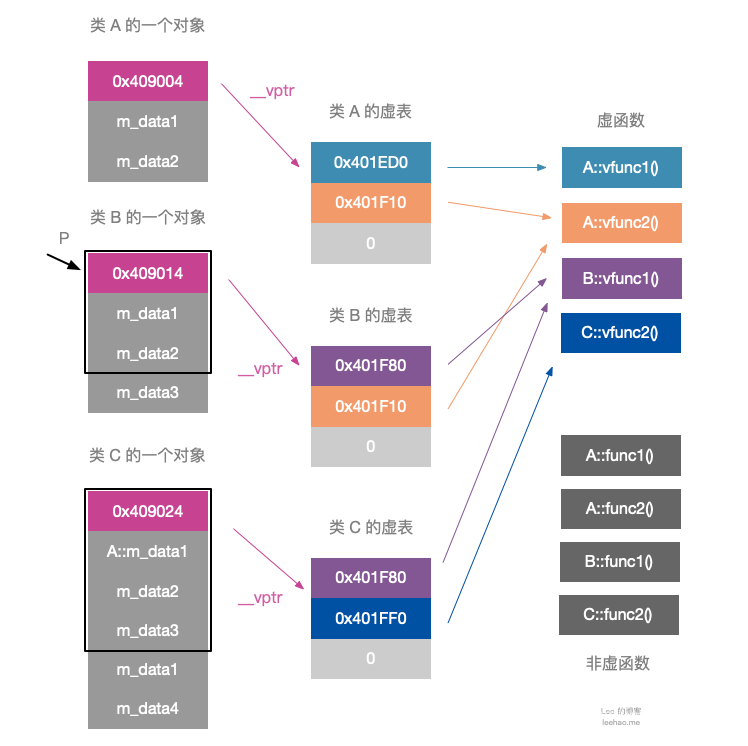 类 A 的一个对象
0x409004
m_data1
m_data2
__vptr
类 A 的虚表
0x401ED0
0x401F10
0
虚函数
A::vfunc1()
A::vfunc2()
B::vfunc1()
C::vfunc2()
类 B 的一个对象
P
0x409014
m_data1
m_data2
m_data3
__vptr
类 B 的虚表
0x401F80
0x401F10
0
类 C 的一个对象
0x409024
A::m_data1
m_data2
m_data3
m_data1
m_data4
__vptr
类 C 的虚表
0x401F80
0x401FF0
0
A::func1()
A::func2()
B::func1()
C::func2()
非虚函数
Lee 的博客
leehao.me